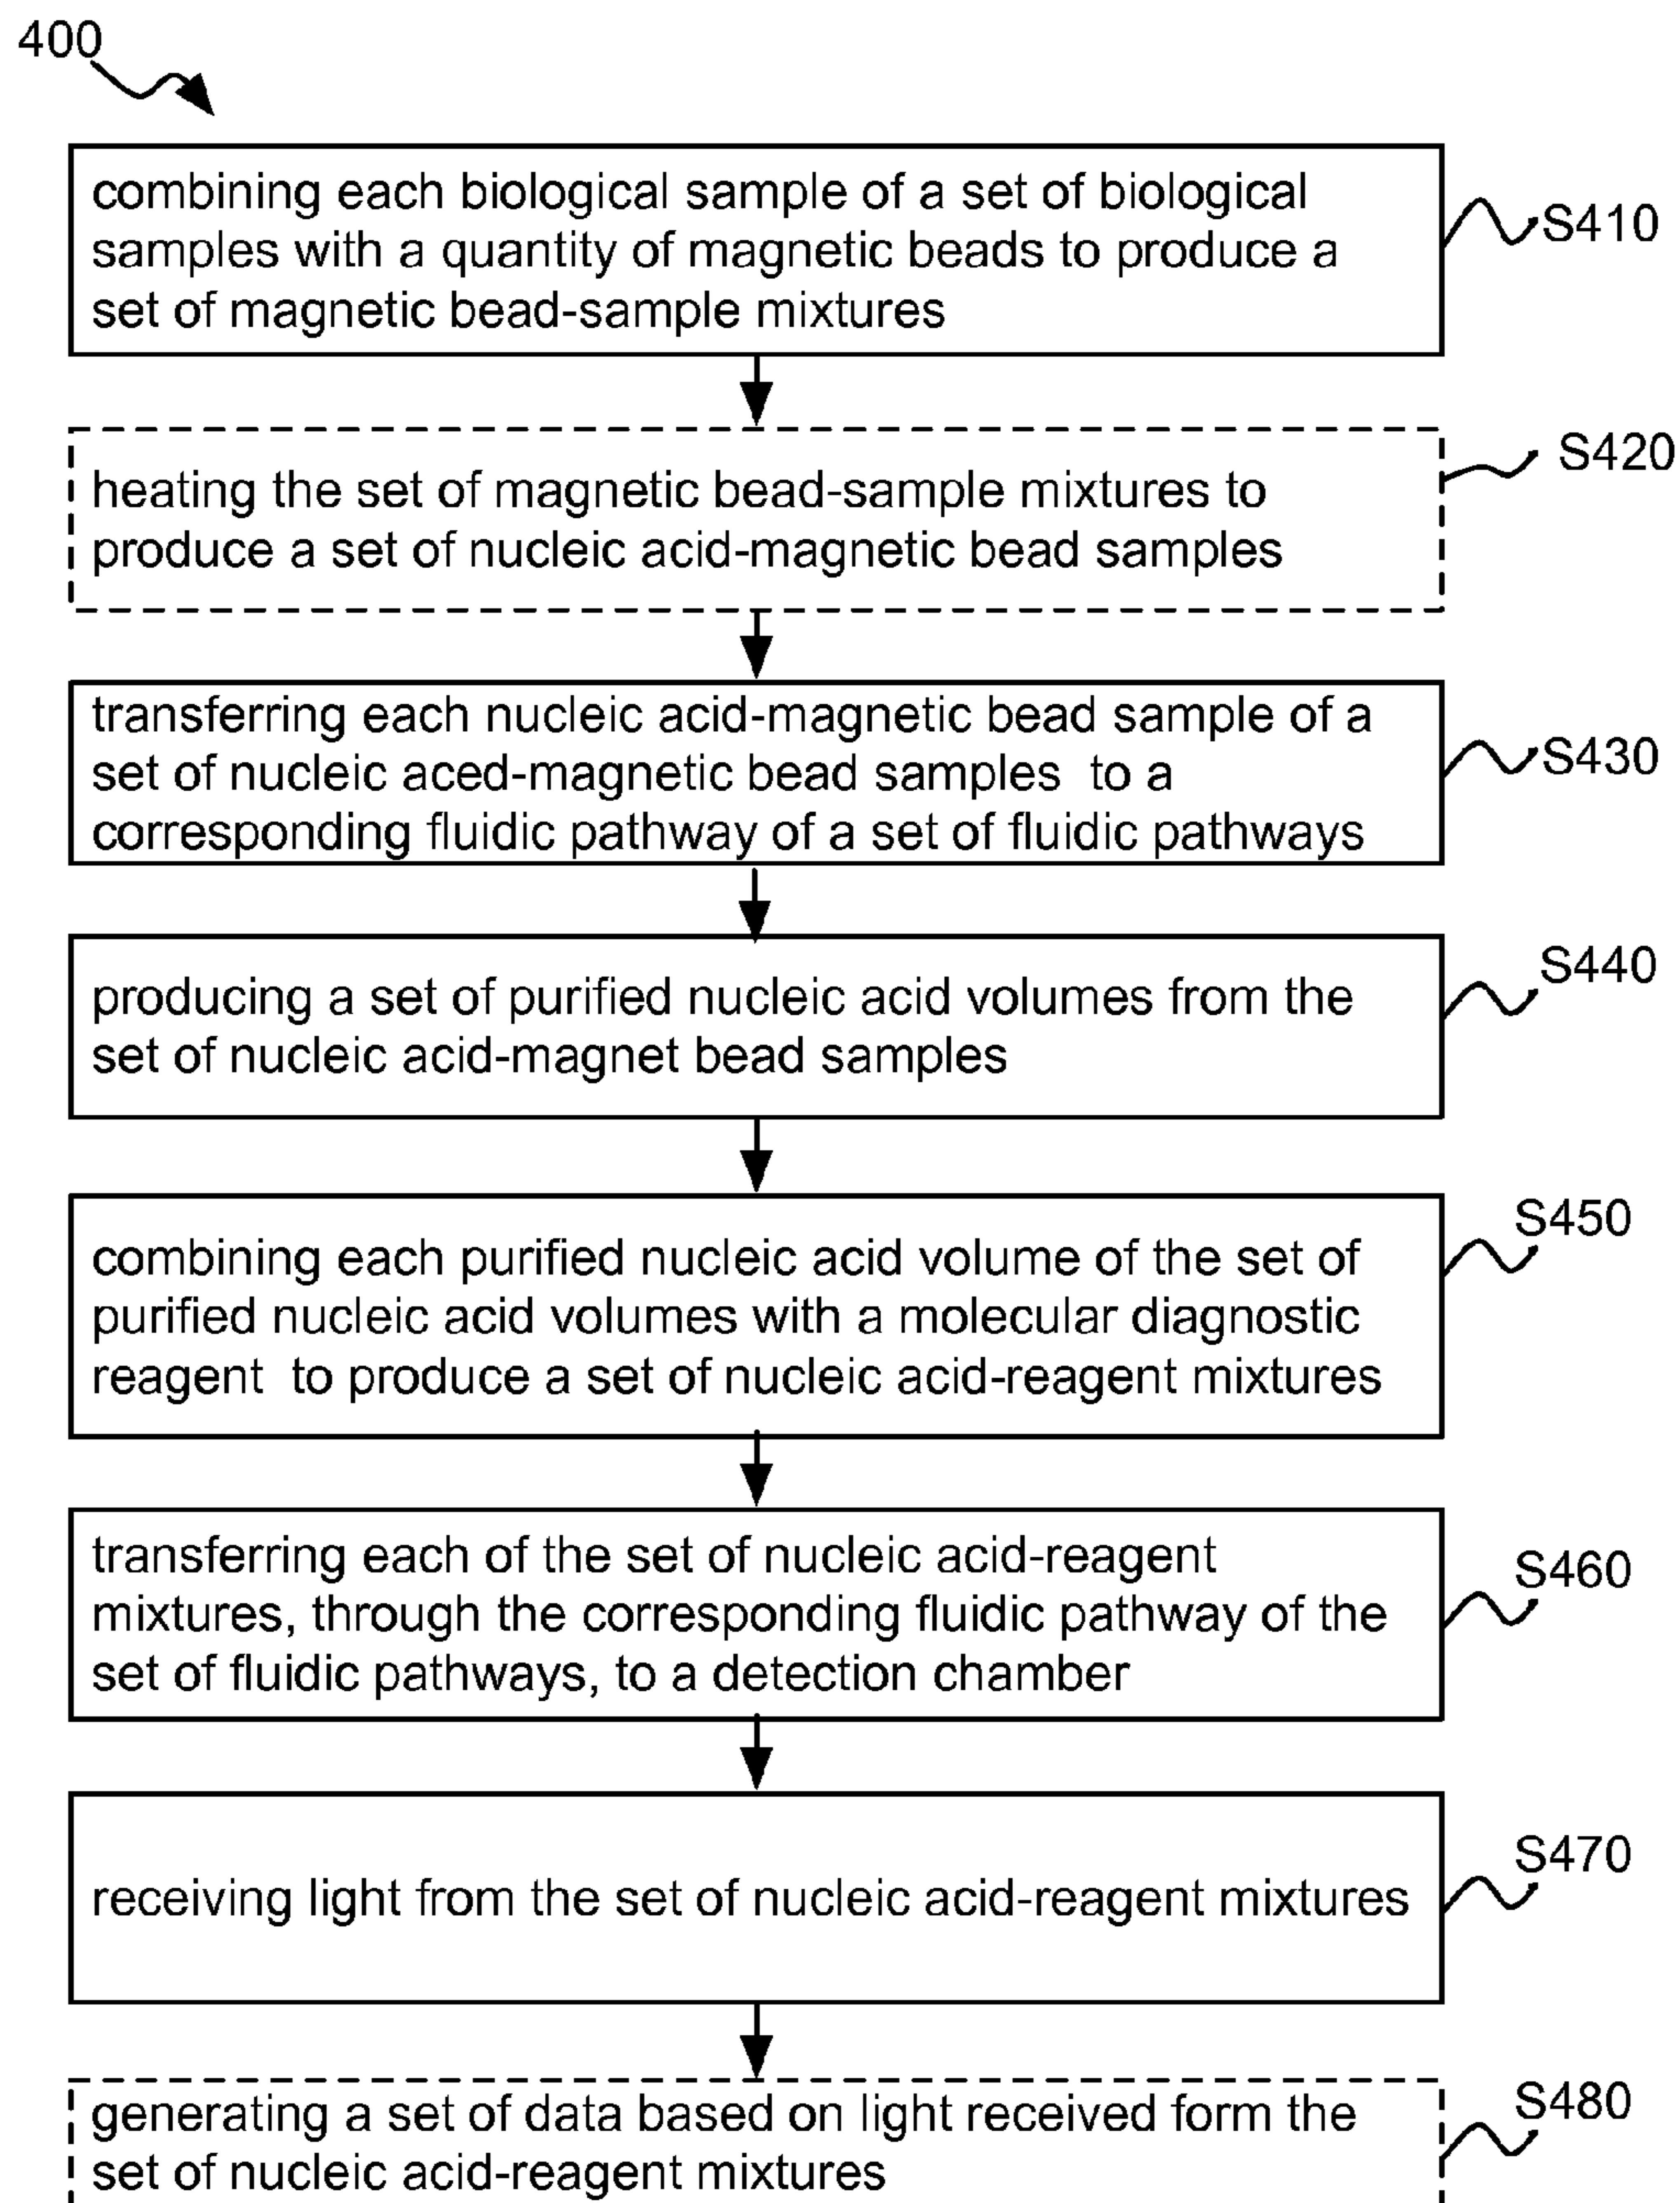 400
combining each biological sample of a set of biological
samples with a quantity of magnetic beads to produce a
set of magnetic bead-sample mixtures
S410
heating the set of magnetic bead-sample mixtures to
produce a set of nucleic acid-magnetic bead samples
S420
transferring each nucleic acid-magnetic bead sample of a
set of nucleic aced-magnetic bead samples to a
corresponding fluidic pathway of a set of fluidic pathways
S430
producing a set of purified nucleic acid volumes from the
set of nucleic acid-magnet bead samples
S440
combining each purified nucleic acid volume of the set of
purified nucleic acid volumes with a molecular diagnostic
reagent to produce a set of nucleic acid-reagent mixtures
S450
transferring each of the set of nucleic acid-reagent
mixtures, through the corresponding fluidic pathway of the
set of fluidic pathways, to a detection chamber
S460
receiving light from the set of nucleic acid-reagent mixtures
S470
generating a set of data based on light received form the
set of nucleic acid-reagent mixtures
S480